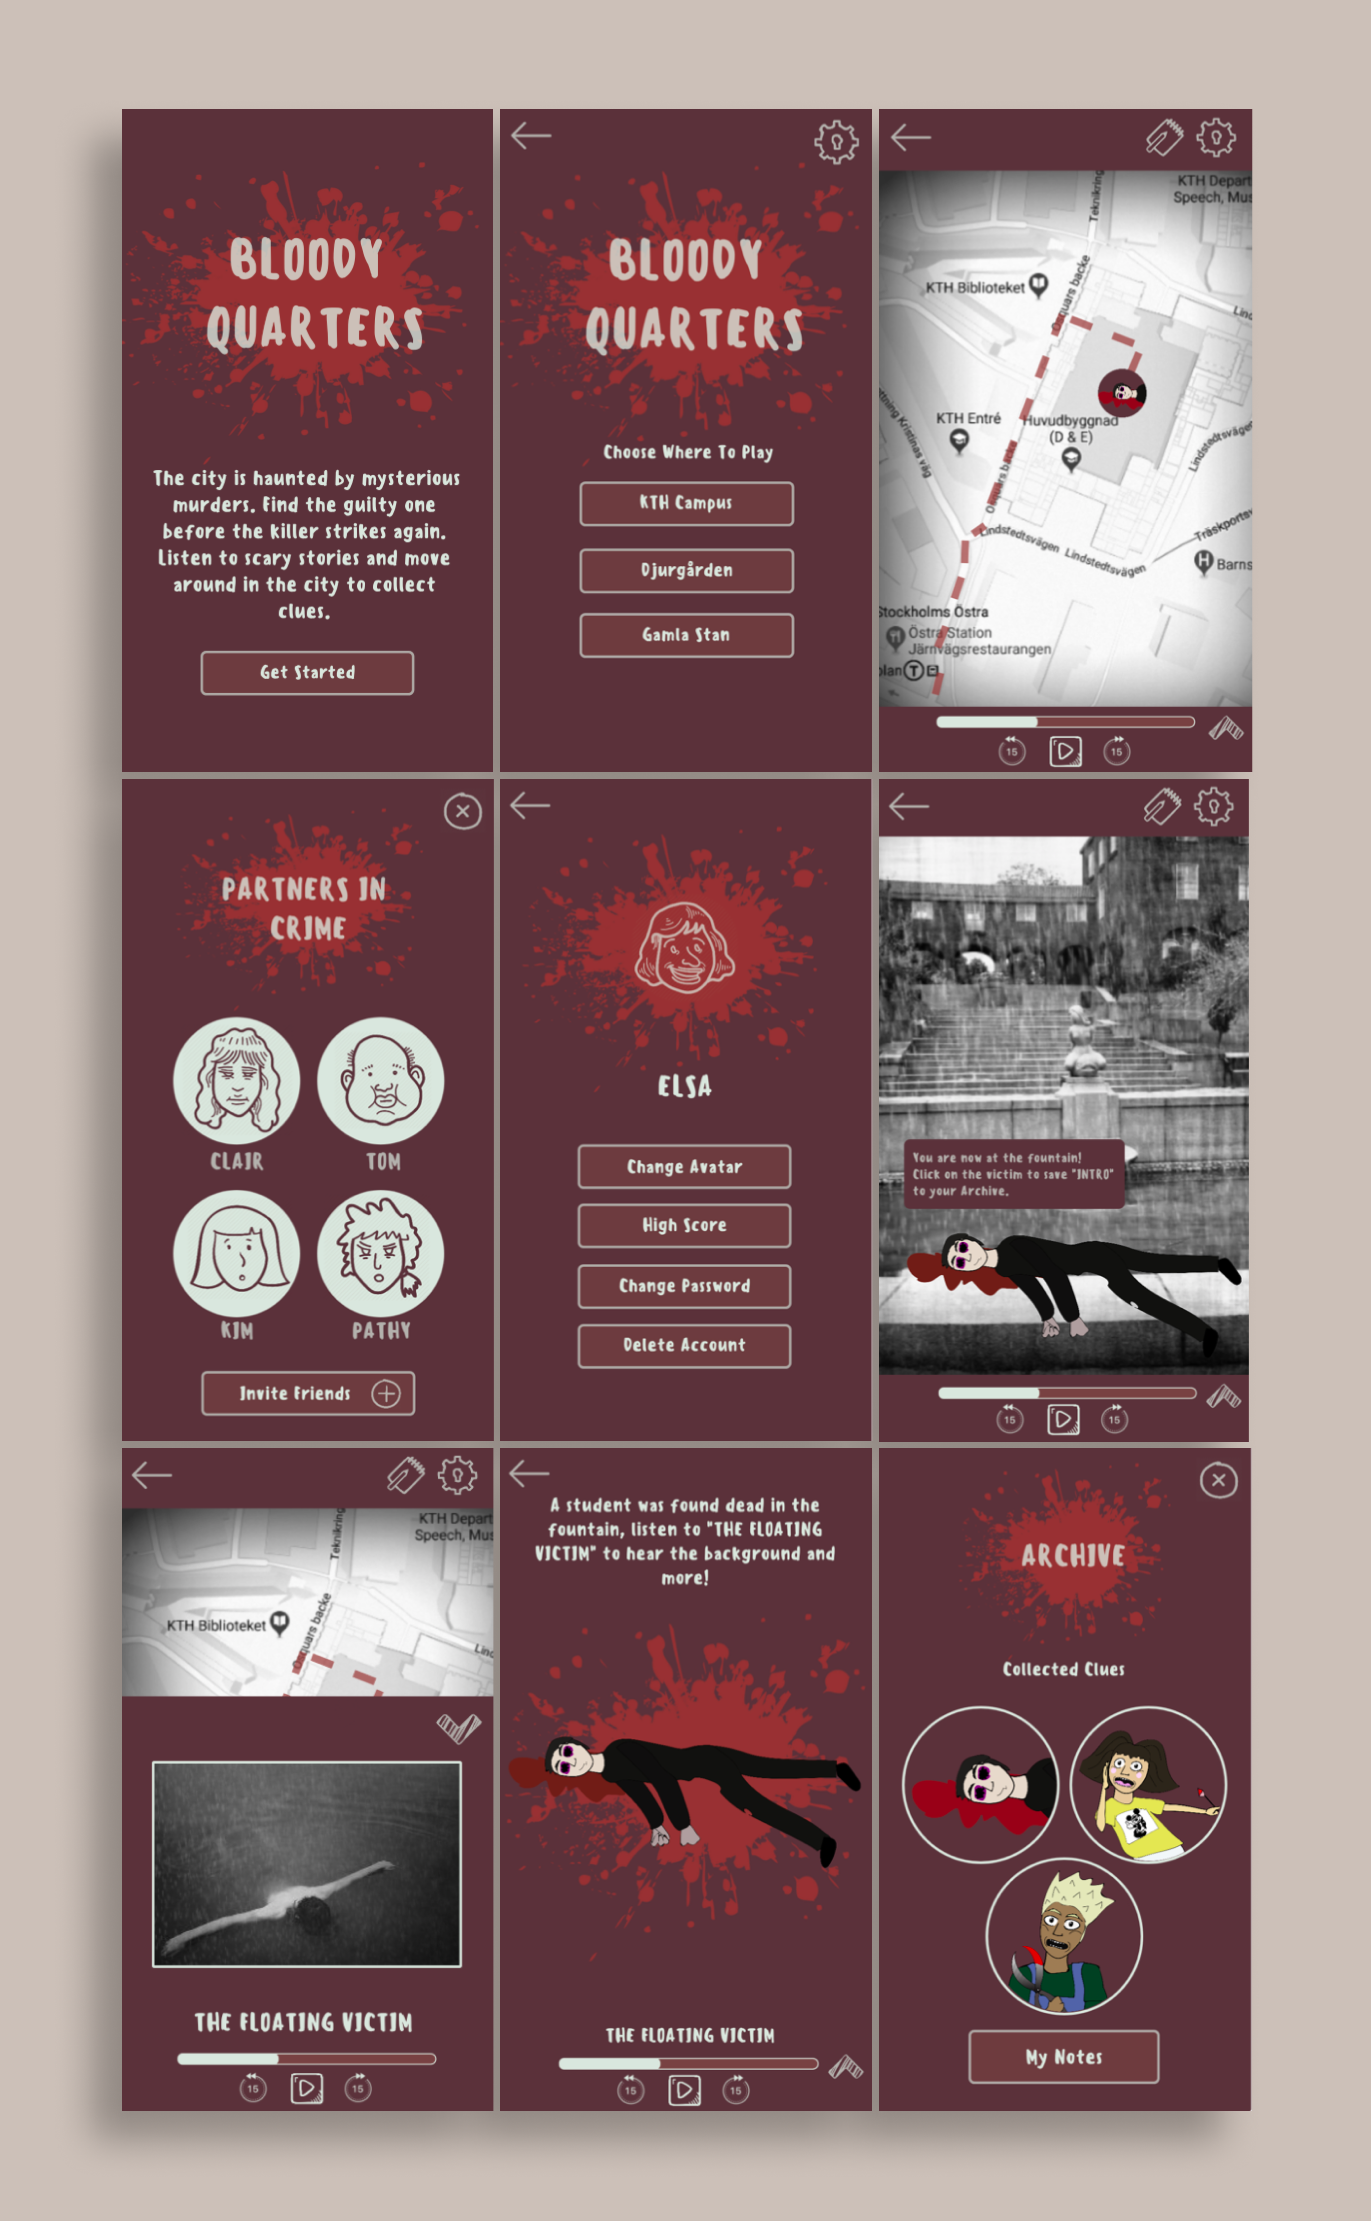 BLOODY
QUARTERS
The city is haunted by mysterious
murders. Find the guilty one
before the killer strikes again.
Listen to scary stories and move
around in the city to collect
clues.
Get Started
BLOODY
QUARTERS
Choose Where To Play
KTH Campus
Djurgården
Gamla Stan
KTH Depart
Speech, Mus
Teknikring
KTH Biblioteket
Osquars backe
Lind
KTH Entré
Huvudbyggnad
(D & E)
ttning Kristinas väg
Lindstedtsväge
Osquars backe
Lindstedtsvägen
Lindstedtsvägen
Träskportsv
Barns
Stockholms Östra
Östra Station
Järnvägsrestaurangen
plan T
15
15
PARTNERS IN
CRIME
CLAIR
TOM
KIM
PATHY
Invite Friends
ELSA
Change Avatar
High Score
Change Password
Delete Account
You are now at the fountain!
Click on the victim to save "INTRO"
to your Archive.
15
15
KTH Depart
Speech, Mus
Teknikring
KTH Biblioteket
Osquars backe
Lind
THE FLOATING VICTIM
15
15
A student was found dead in the
fountain, listen to "THE FLOATING
VICTIM" to hear the background and
more!
THE FLOATING VICTIM
15
15
ARCHIVE
Collected Clues
My Notes